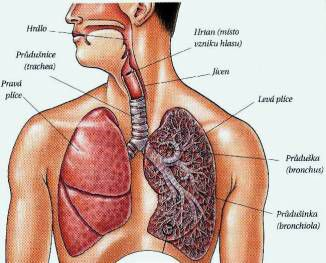 Hrdlo
Průdušnice
(trachea)
Pravá
plíce
Hrtan (místo
vzniku hlasu)
Jícen
Levá plíce
Průduška
(bronchus)
Průdušinka
(bronchiola)